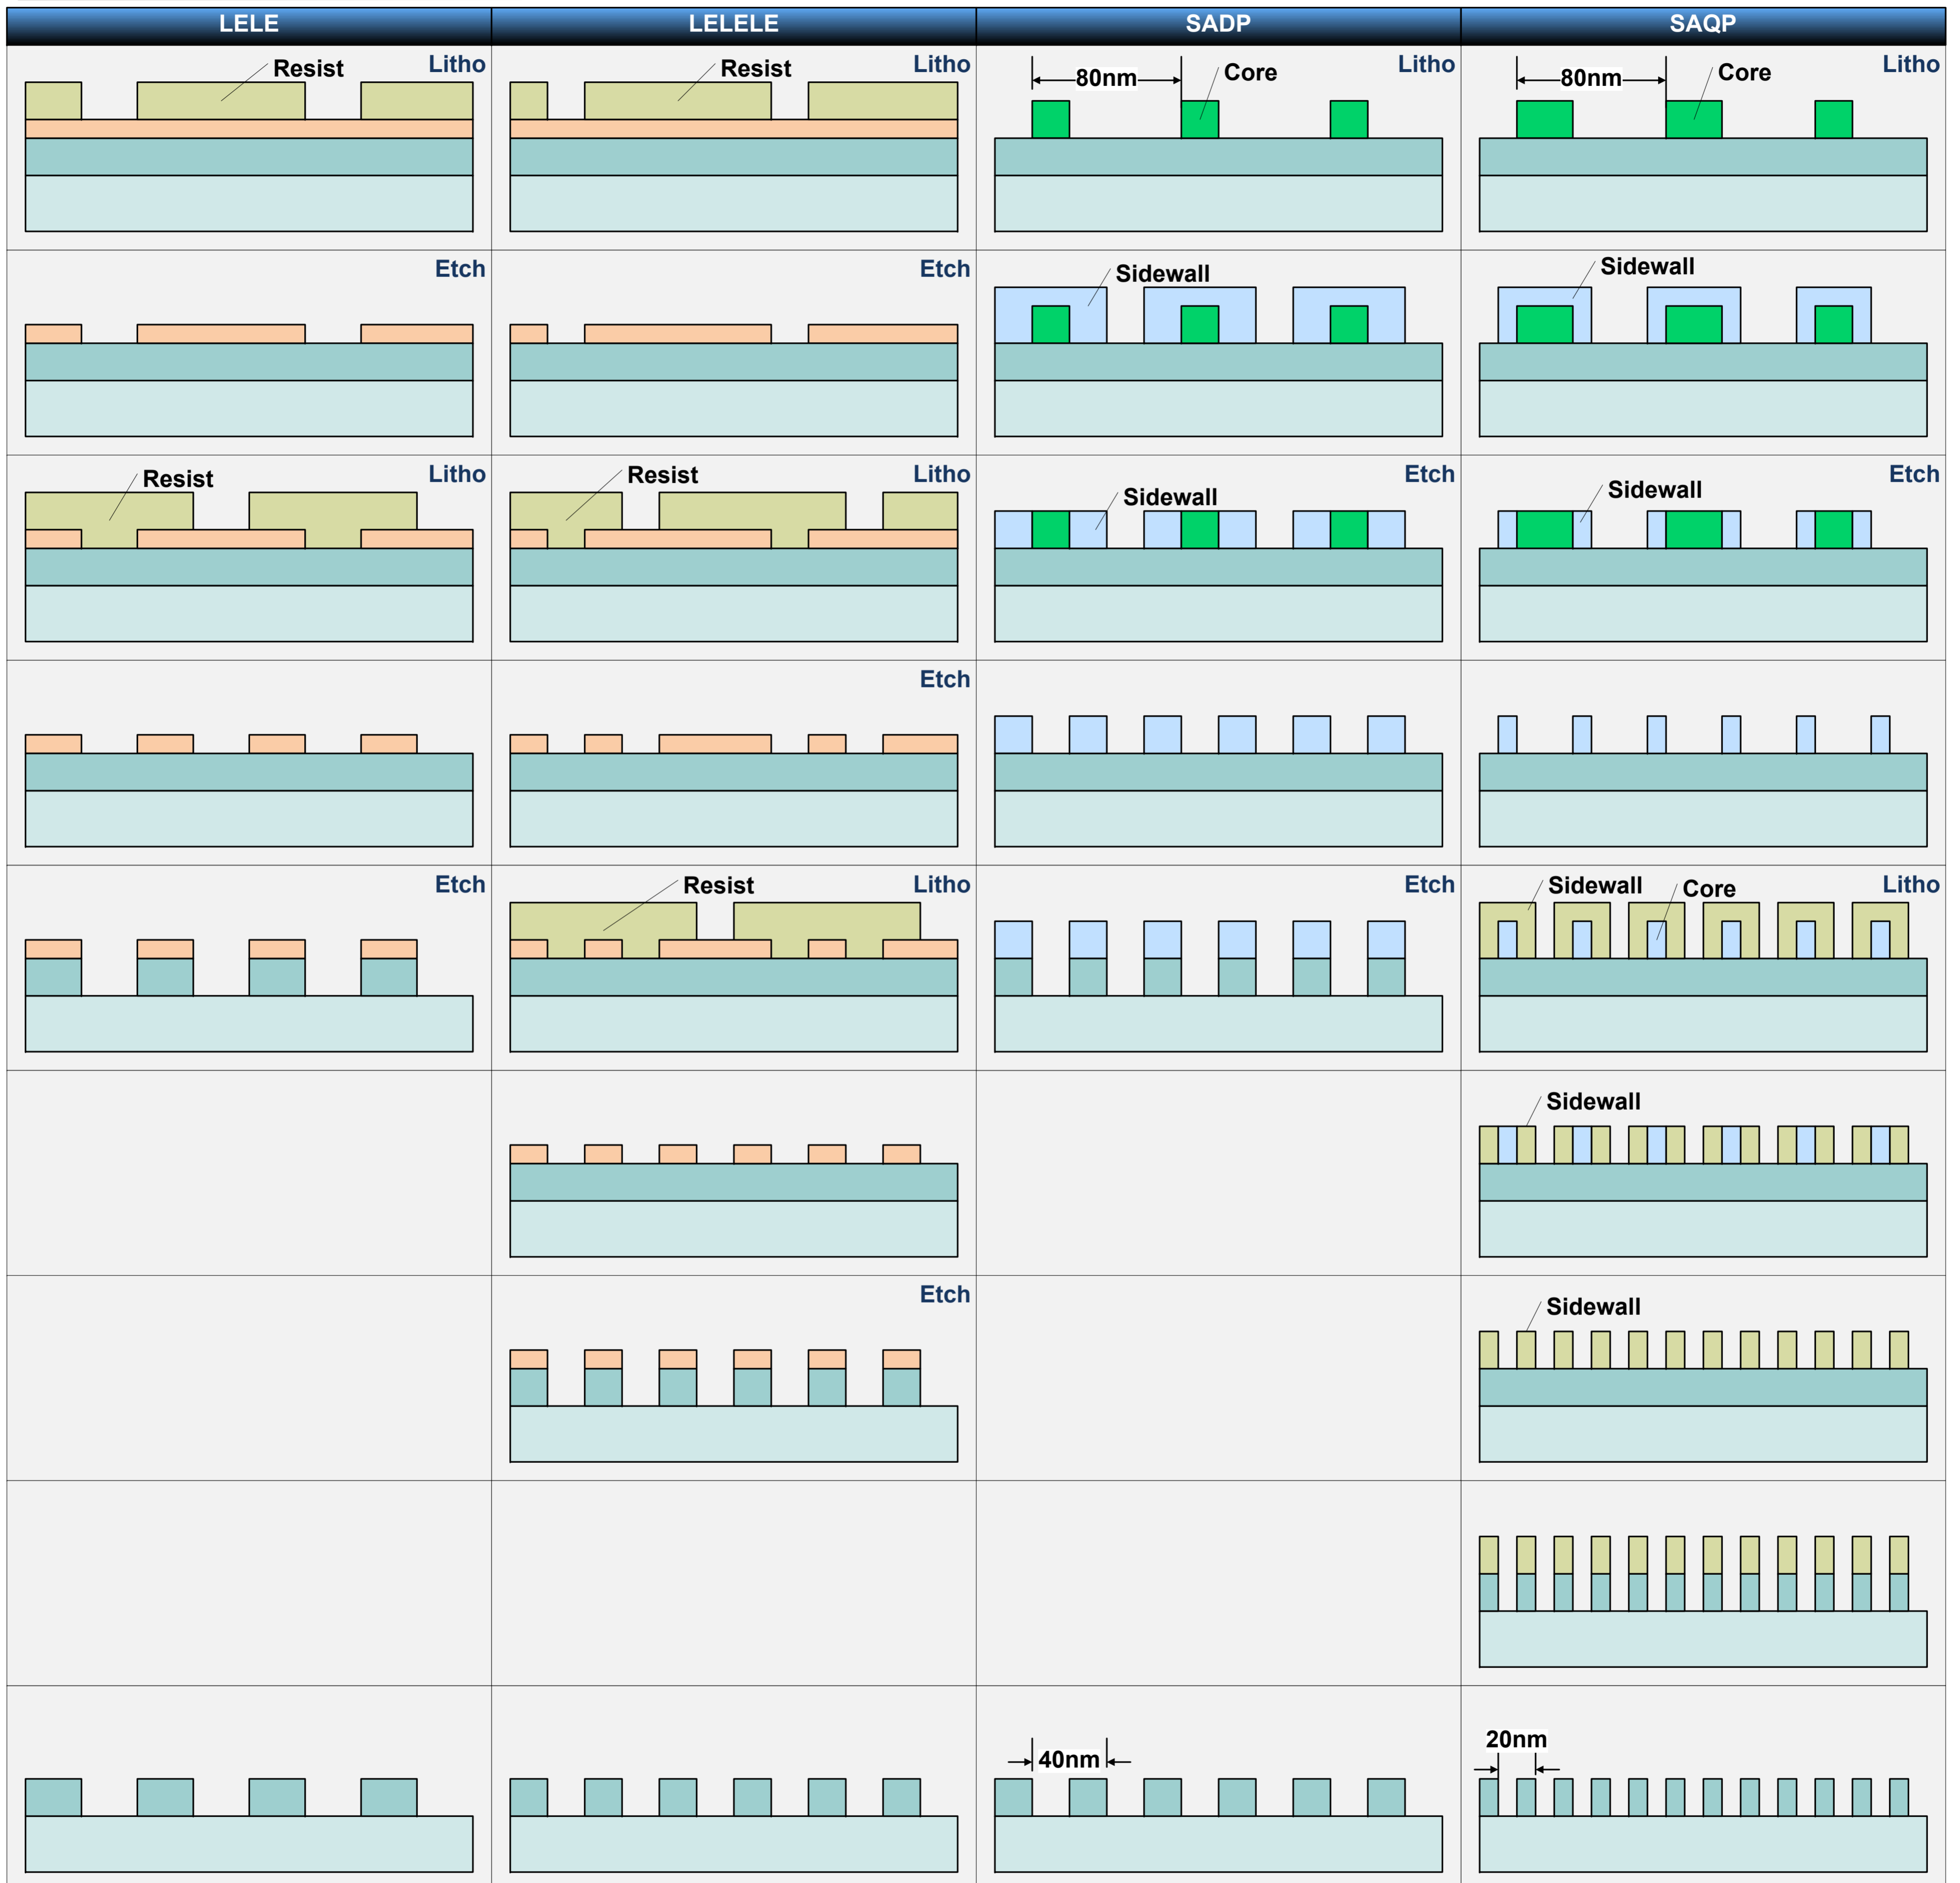 LELE
LELELE
SADP
SAQP
Resist
Litho
Resist
Litho
80nm
Core
Litho
80nm
Core
Litho
Etch
Etch
Sidewall
Sidewall
Resist
Litho
Resist
Litho
Sidewall
Etch
Sidewall
Etch
Etch
Etch
Resist
Litho
Etch
Sidewall
Core
Litho
Sidewall
Etch
Sidewall
40nm
20nm